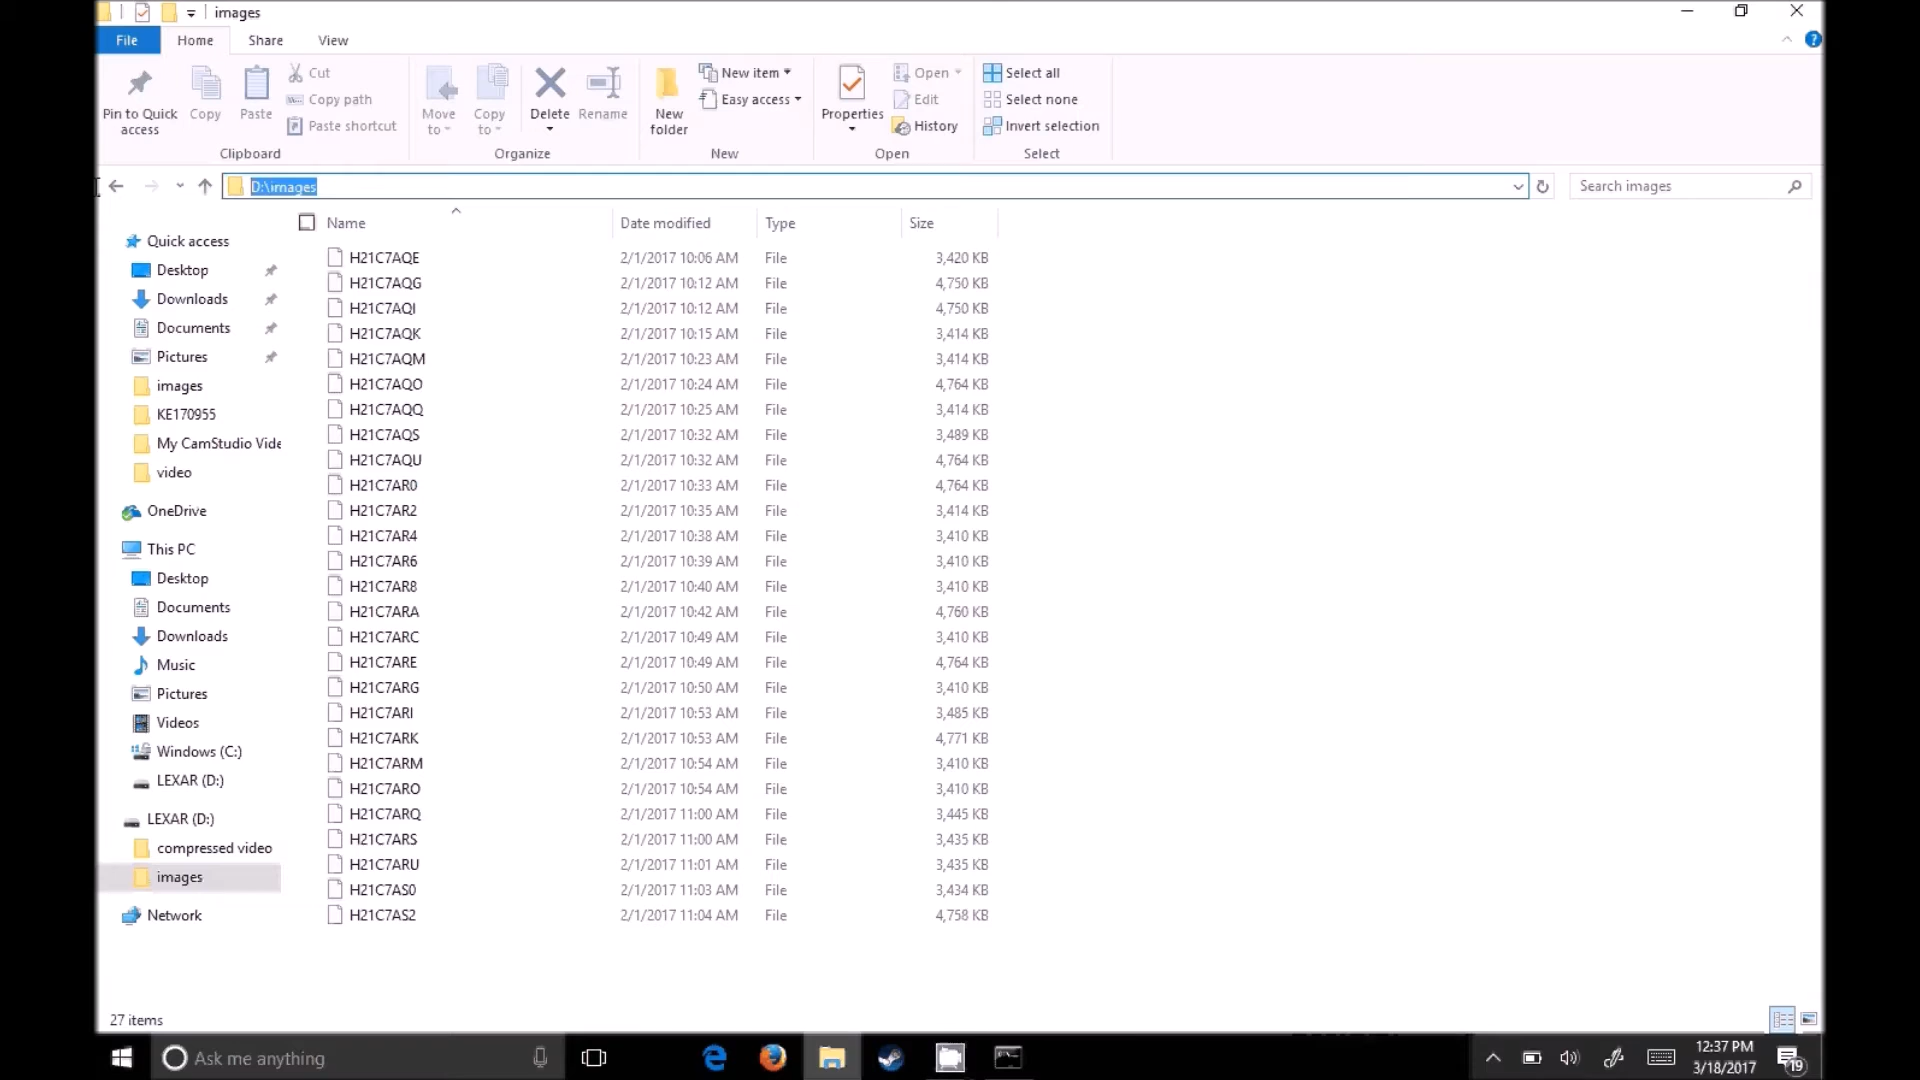 images
File Home Share View
Pin to Quick access
Copy
Paste
Cut
Copy path
Paste shortcut
Clipboard
Move to
Copy to
Delete
Rename
Organize
New folder
New item
Easy access
New
Properties
Open
Edit
History
Open
Select all
Select none
Invert selection
Select
D:\images
Search images
Quick access
Desktop
Downloads
Documents
Pictures
images
KE170955
My CamStudio Vide
video
OneDrive
This PC
Desktop
Documents
Downloads
Music
Pictures
Videos
Windows (C:)
LEXAR (D:)
LEXAR (D:)
compressed video
images
Network
Name Date modified Type Size
H21C7AQE 2/1/2017 10:06 AM File 3,420 KB
H21C7AQG 2/1/2017 10:12 AM File 4,750 KB
H21C7AQI 2/1/2017 10:12 AM File 4,750 KB
H21C7AQK 2/1/2017 10:15 AM File 3,414 KB
H21C7AQM 2/1/2017 10:23 AM File 3,414 KB
H21C7AQO 2/1/2017 10:24 AM File 4,764 KB
H21C7AQQ 2/1/2017 10:25 AM File 3,414 KB
H21C7AQS 2/1/2017 10:32 AM File 3,489 KB
H21C7AQU 2/1/2017 10:32 AM File 4,764 KB
H21C7AR0 2/1/2017 10:33 AM File 4,764 KB
H21C7AR2 2/1/2017 10:35 AM File 3,414 KB
H21C7AR4 2/1/2017 10:38 AM File 3,410 KB
H21C7AR6 2/1/2017 10:39 AM File 3,410 KB
H21C7AR8 2/1/2017 10:40 AM File 3,410 KB
H21C7ARA 2/1/2017 10:42 AM File 4,760 KB
H21C7ARC 2/1/2017 10:49 AM File 3,410 KB
H21C7ARE 2/1/2017 10:49 AM File 4,764 KB
H21C7ARG 2/1/2017 10:50 AM File 3,410 KB
H21C7ARI 2/1/2017 10:53 AM File 3,485 KB
H21C7ARK 2/1/2017 10:53 AM File 4,771 KB
H21C7ARM 2/1/2017 10:54 AM File 3,410 KB
H21C7ARO 2/1/2017 10:54 AM File 3,410 KB
H21C7ARQ 2/1/2017 11:00 AM File 3,445 KB
H21C7ARS 2/1/2017 11:00 AM File 3,435 KB
H21C7ARU 2/1/2017 11:01 AM File 3,435 KB
H21C7AS0 2/1/2017 11:03 AM File 3,434 KB
H21C7AS2 2/1/2017 11:04 AM File 4,758 KB
27 items
Ask me anything
12:37 PM
3/18/2017
19